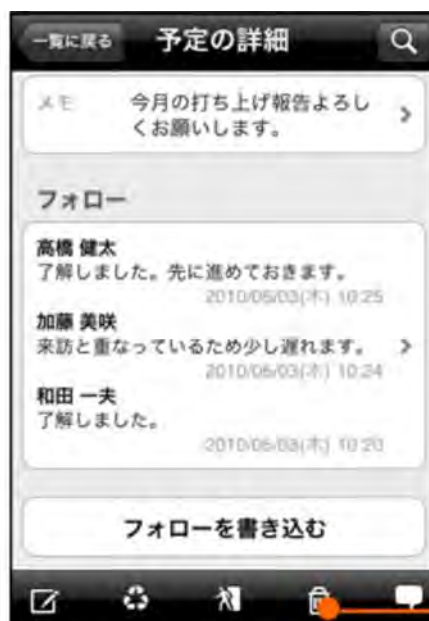 一覧に戻る
予定の詳細
メモ
今月の打ち上げ報告よろし
くお願いします。
フォロー
高橋 健太
了解しました。先に進めておきます。
2010/06/03(木) 10:25
加藤 美咲
来訪と重なっているため少し遅れます。
2010/06/03(木) 10:24
和田 一夫
了解しました。
2010/06/03(木) 10:20
フォローを書き込む